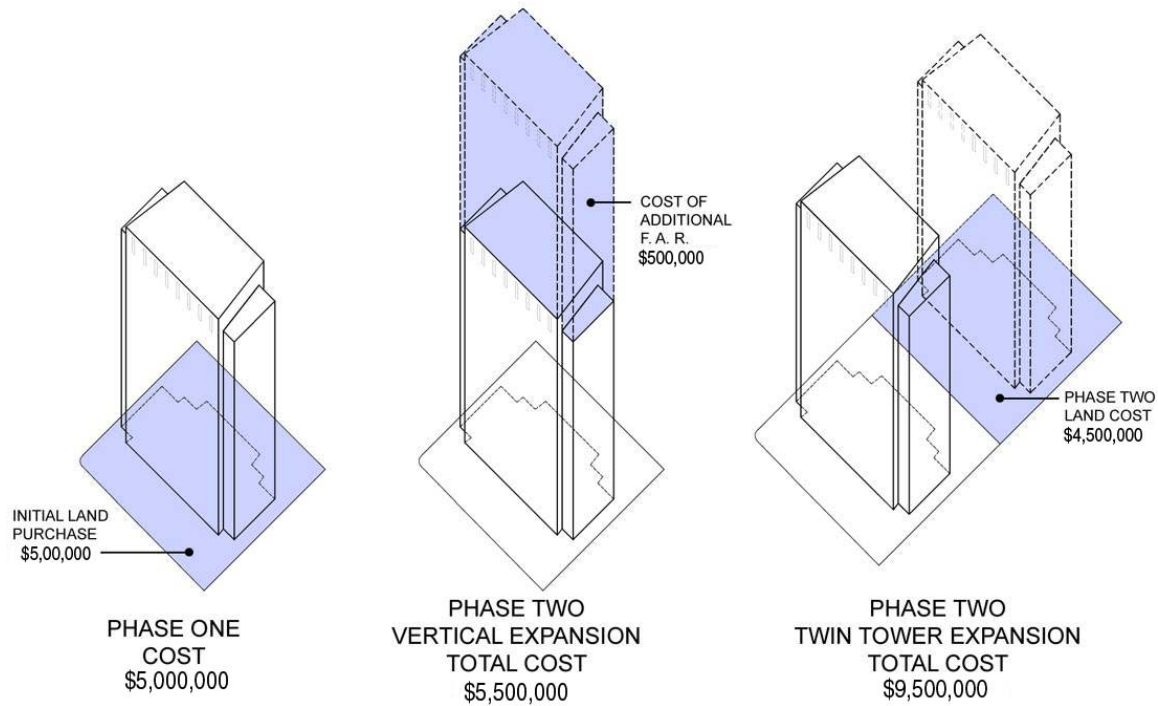 COST OF
ADDITIONAL
F. A. R.
$500,000
PHASE TWO
LAND COST
$4,500,000
INITIAL LAND
PURCHASE
$5,00,000
PHASE ONE
COST
$5,000,000
PHASE TWO
VERTICAL EXPANSION
TOTAL COST
$5,500,000
PHASE TWO
TWIN TOWER EXPANSION
TOTAL COST
$9,500,000